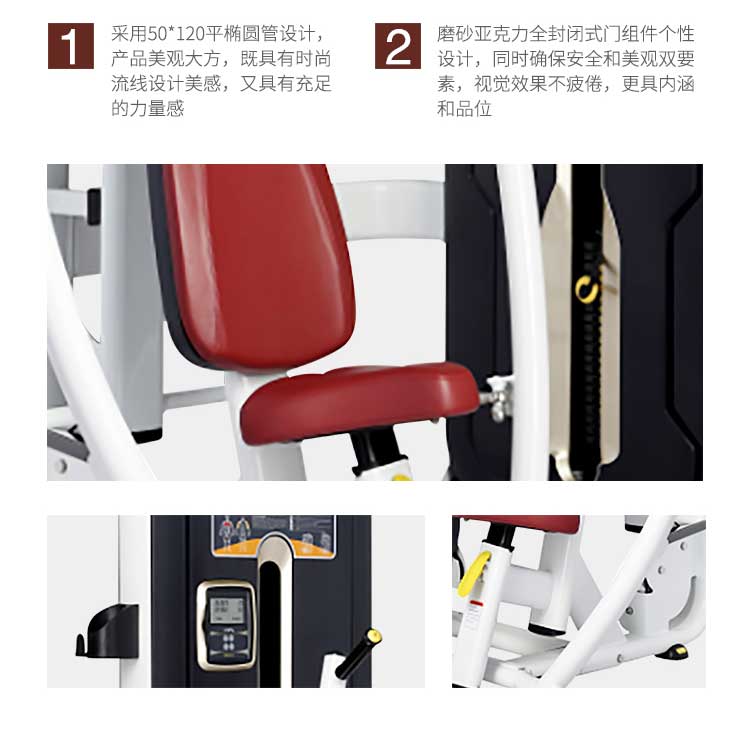 1
采用50*120平椭圆管设计，
产品美观大方，既具有时尚
流线设计美感，又具有充足
的力量感
2
磨砂亚克力全封闭式门组件个性
设计，同时确保安全和美观双要
素，视觉效果不疲倦，更具内涵
和品位